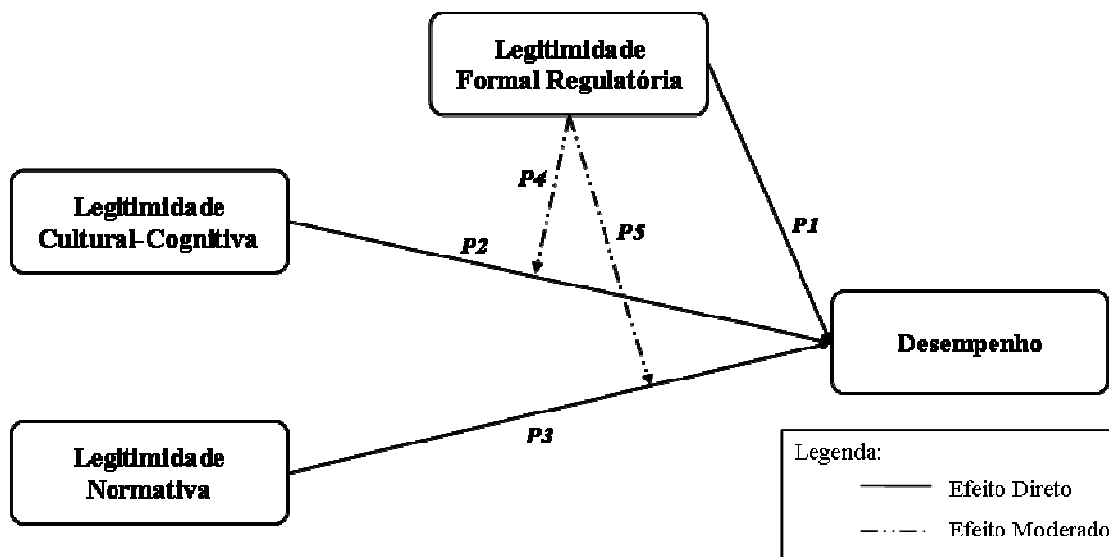 Legitimidade
Formal Regulatória
Legitimidade
Cultural-Cognitiva
P4
P5
P1
P2
Desempenho
Legitimidade
Normativa
P3
Legenda:
Efeito Direto
Efeito Moderado